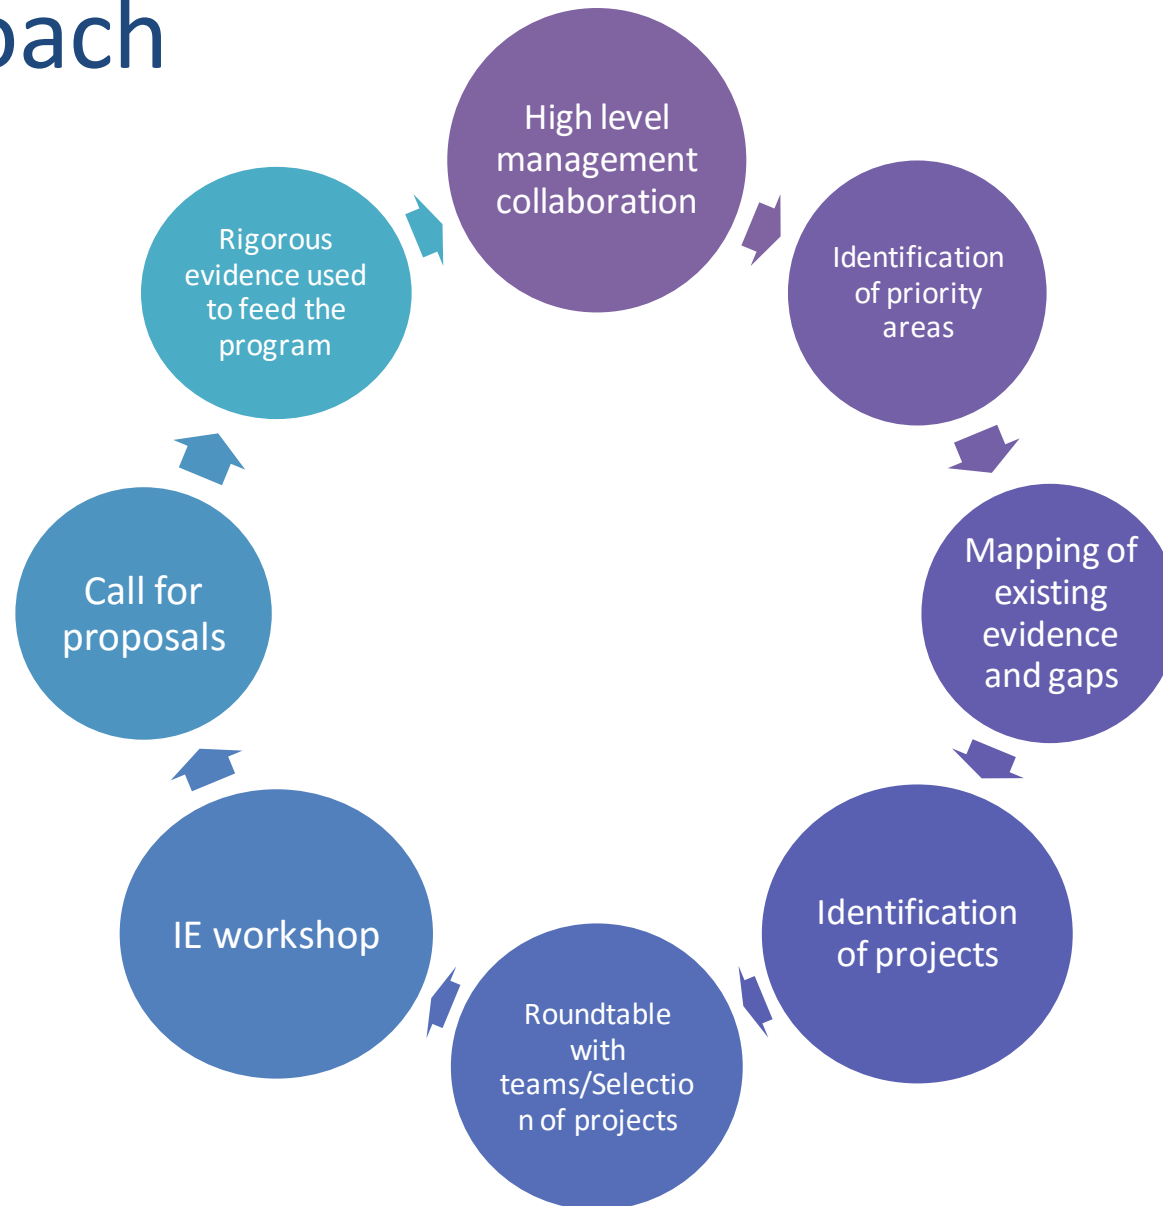 oach
High level
management
collaboration
Identification
of priority
areas
Mapping of
existing
evidence
and gaps
Identification
of projects
Roundtable
with
teams/Selectio
n of projects
IE workshop
Call for
proposals
Rigorous
evidence used
to feed the
program